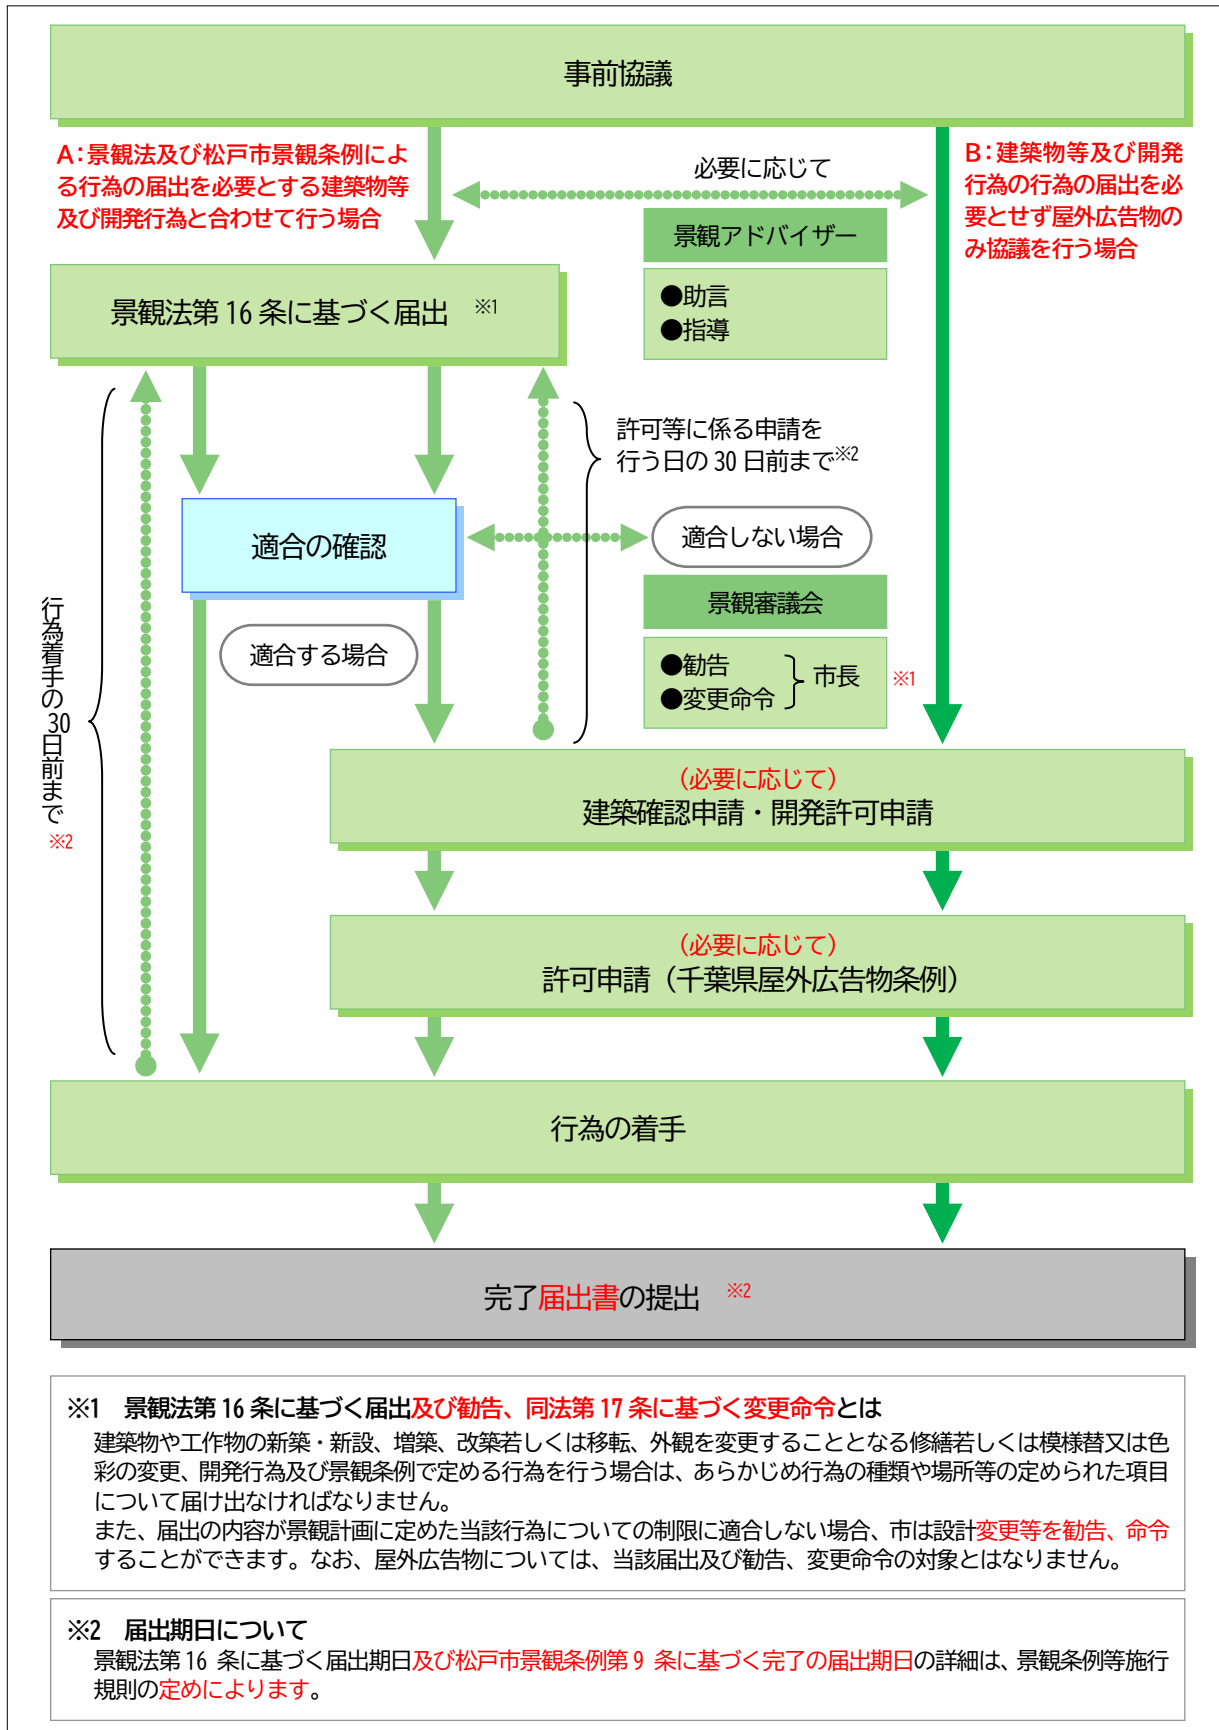 事前協議
A：景観法及び松戸市景観条例によ
る行為の届出を必要とする建築物等
及び開発行為と合わせて行う場合
必要に応じて
B：建築物等及び開発
行為の行為の届出を必
要とせず屋外広告物の
み協議を行う場合
景観アドバイザー
●助言
●指導
景観法第16条に基づく届出 ※1
許可等に係る申請を
行う日の30日前まで※2
適合の確認
適合しない場合
景観審議会
●勧告
●変更命令
市長 ※1
適合する場合
行為着手の30日前まで
※2
（必要に応じて）
建築確認申請・開発許可申請
（必要に応じて）
許可申請（千葉県屋外広告物条例）
行為の着手
完了届出書の提出 ※2
※1 景観法第16条に基づく届出及び勧告、同法第17条に基づく変更命令とは
建築物や工作物の新築・新設、増築、改築若しくは移転、外観を変更することとなる修繕若しくは模様替又は色
彩の変更、開発行為及び景観条例で定める行為を行う場合は、あらかじめ行為の種類や場所等の定められた項目
について届け出なければなりません。
また、届出の内容が景観計画に定めた当該行為についての制限に適合しない場合、市は設計変更等を勧告、命令
することができます。なお、屋外広告物については、当該届出及び勧告、変更命令の対象とはなりません。
※2 届出期日について
景観法第16 条に基づく届出期日及び松戸市景観条例第9 条に基づく完了の届出期日の詳細は、景観条例等施行
規則の定めによります。